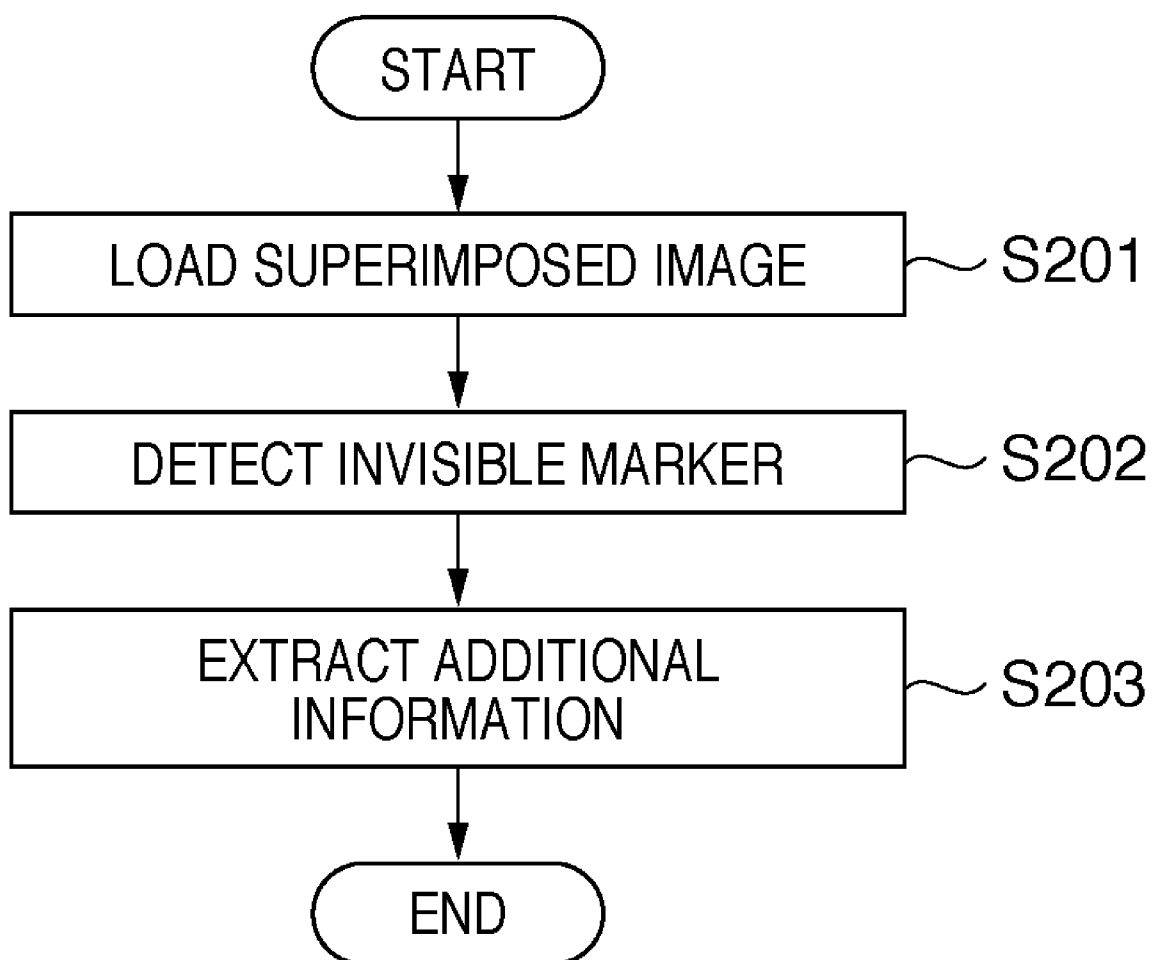 START
LOAD SUPERIMPOSED IMAGE
S201
DETECT INVISIBLE MARKER
S202
EXTRACT ADDITIONAL
INFORMATION
S203
END